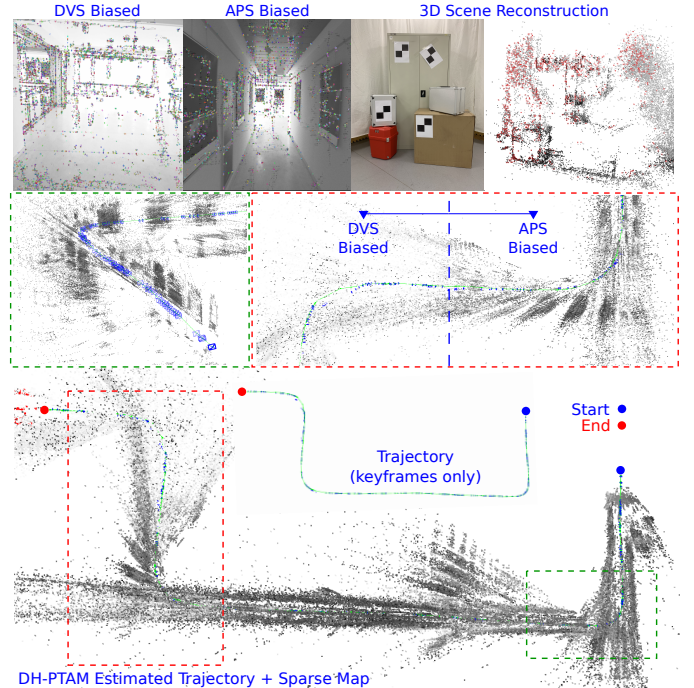 DVS Biased
APS Biased
3D Scene Reconstruction
DVS
Biased
APS
Biased
Start
End
Trajectory
(keyframes only)
DH-PTAM Estimated Trajectory + Sparse Map